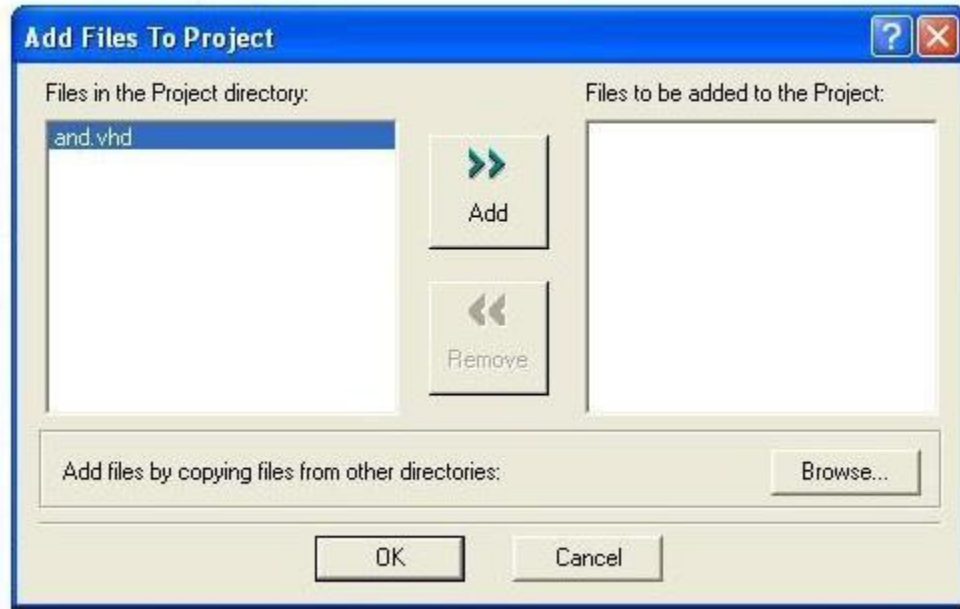 Add Files To Project
Files in the Project directory:
Files to be added to the Project:
and.vhd
Add
Remove
Add files by copying files from other directories:
Browse...
OK
Cancel